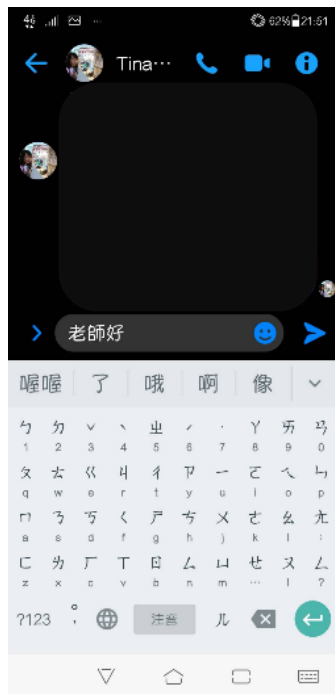 46 62% 21:51
Tina…
老師好
喔喔 了 哦 啊 像
ㄅ ㄉ ˇ ˋ ㄓ ˊ ˙ ㄚ ㄞ ㄢ
1 2 3 4 5 6 7 8 9 0
ㄆ ㄊ ㄍ ㄐ ㄔ ㄗ ㄧ ㄛ ㄟ ㄣ
q w e r t y u i o p
ㄇ ㄋ ㄎ ㄑ ㄕ ㄘ ㄨ ㄜ ㄠ ㄤ
a s d f g h j k l :
ㄈ ㄌ ㄏ ㄒ ㄖ ㄙ ㄩ ㄝ ㄡ ㄥ
z x c v b n m … ! ?
?123 ° , 注音 ㄦ